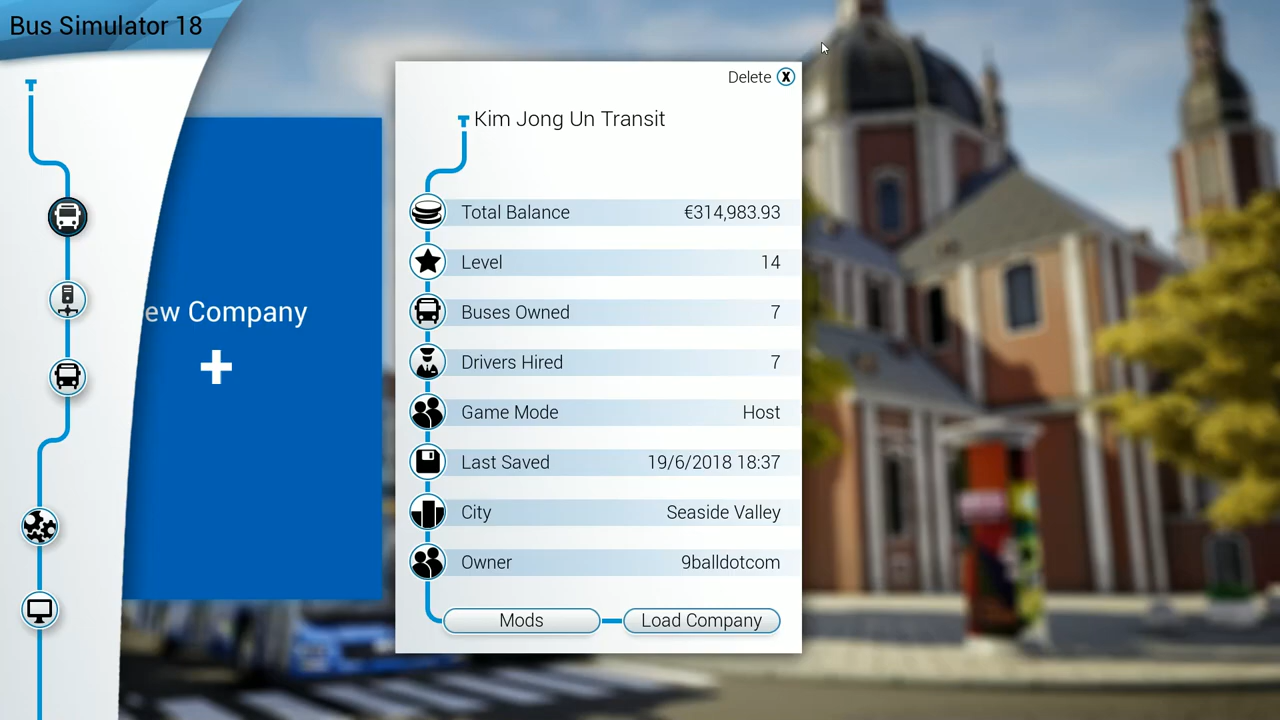 Bus Simulator 18
Delete X
Kim Jong Un Transit
Total Balance €314,983.93
Level 14
Buses Owned 7
Drivers Hired 7
Game Mode Host
Last Saved 19/6/2018 18:37
City Seaside Valley
Owner 9balldotcom
Mods Load Company
ew Company